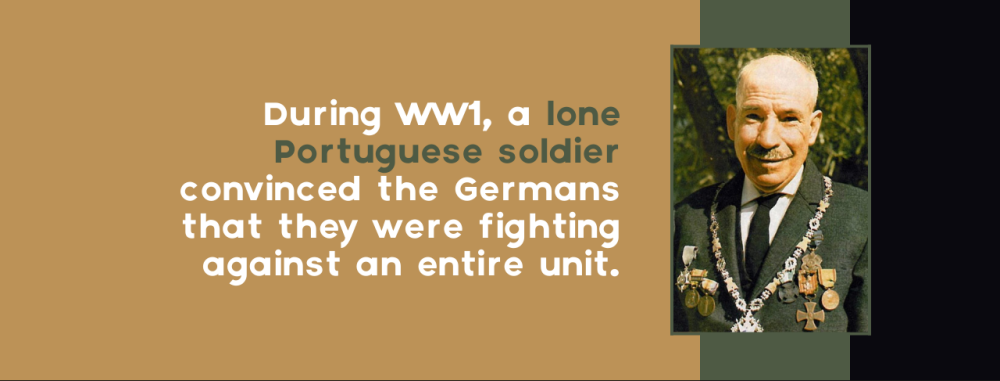 During WW1, a lone
Portuguese soldier
convinced the Germans
that they were fighting
against an entire unit.